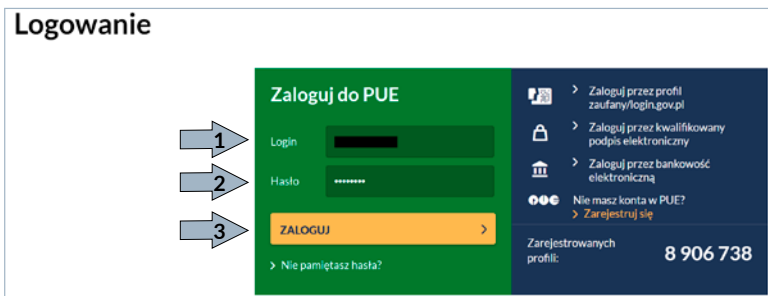 Logowanie
Zaloguj do PUE
1
Login
2
Hasło
••••••••
3
ZALOGUJ
Nie pamiętasz hasła?
Zaloguj przez profil
zaufany/login.gov.pl
Zaloguj przez kwalifikowany
podpis elektroniczny
Zaloguj przez bankowość
elektroniczną
Nie masz konta w PUE?
Zarejestruj się
Zarejestrowanych
profili:
8 906 738